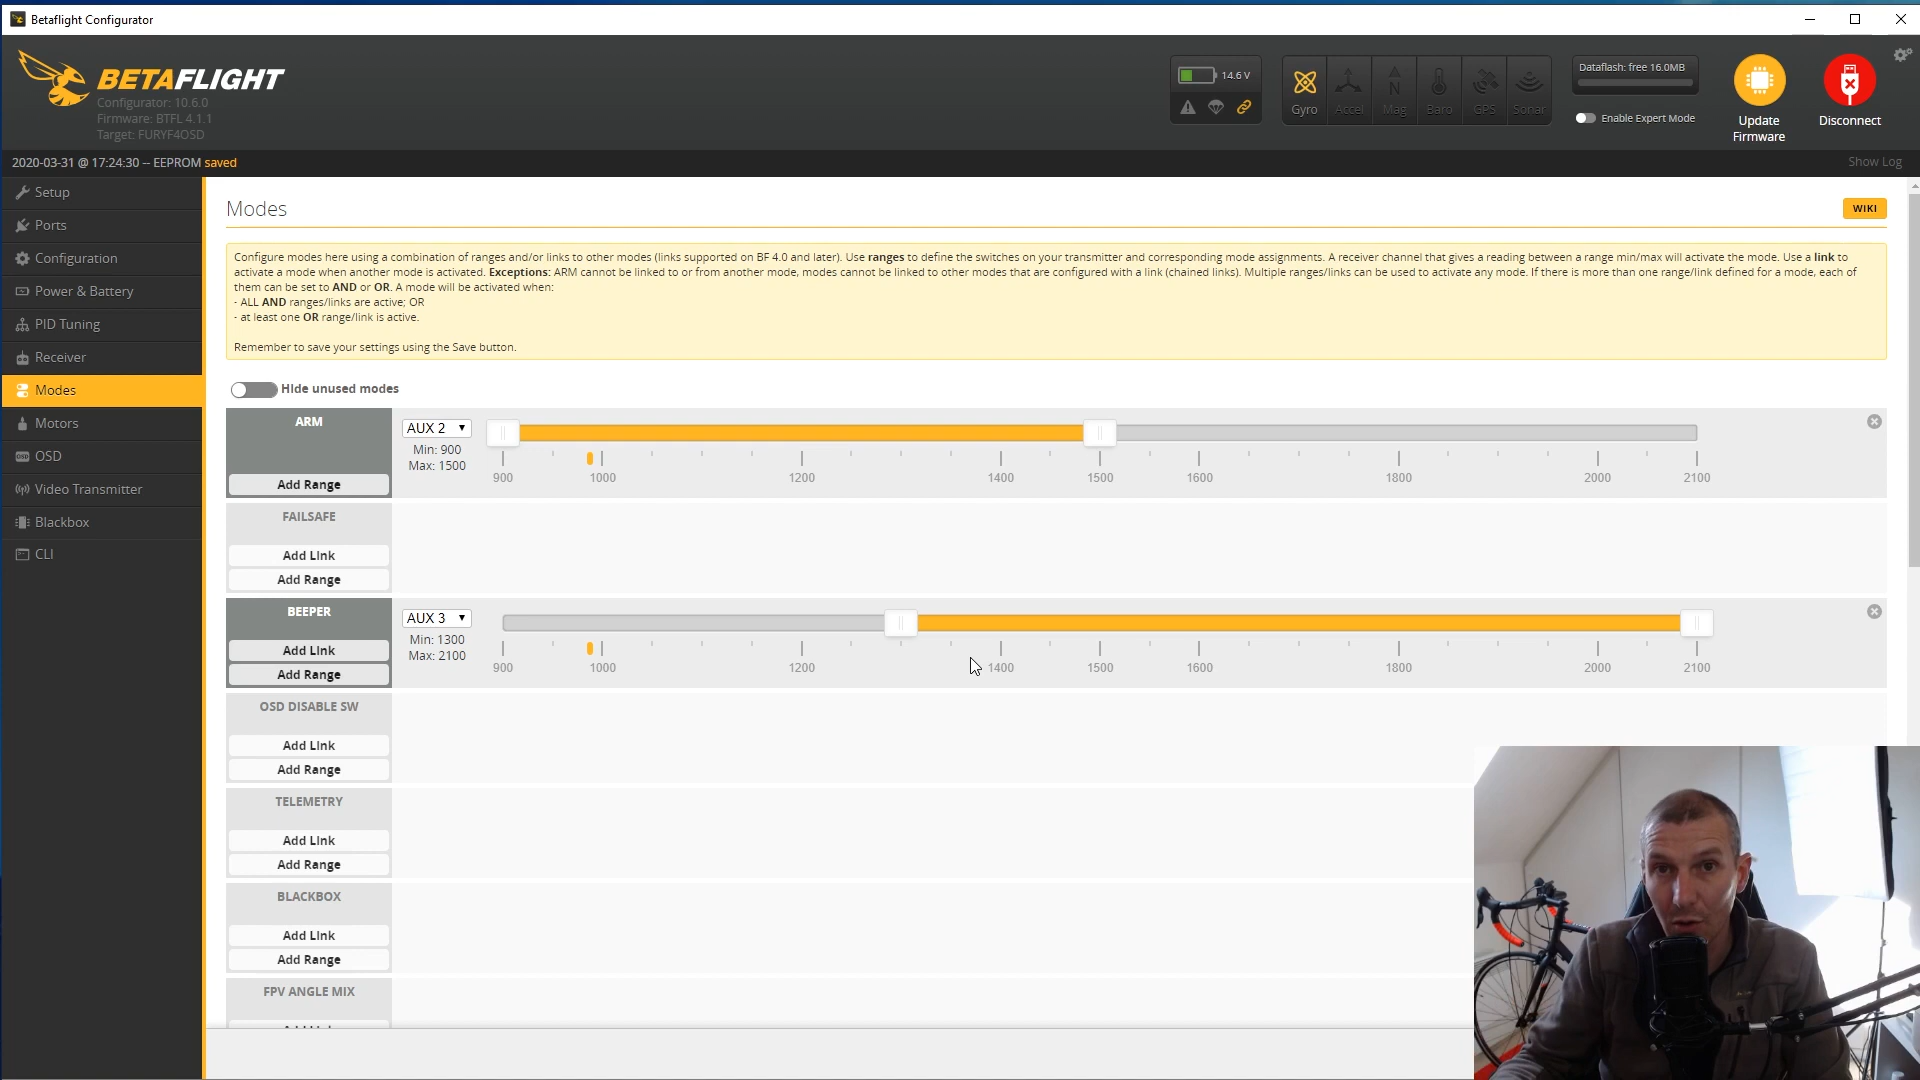 Betaflight Configurator
BETAFLIGHT
Configurator: 10.6.0
Firmware: BTFL 4.1.1
Target: FURYF4OSD
14.6 V
Gyro
Accel
Mag
Baro
GPS
Sonar
Dataflash: free 16.0MB
Enable Expert Mode
Update
Firmware
Disconnect
2020-03-31 @ 17:24:30 -- EEPROM saved
Show Log
Setup
Ports
Configuration
Power & Battery
PID Tuning
Receiver
Modes
Motors
OSD
Video Transmitter
Blackbox
CLI
Modes
WIKI
Configure modes here using a combination of ranges and/or links to other modes (links supported on BF 4.0 and later). Use ranges to define the switches on your transmitter and corresponding mode assignments. A receiver channel that gives a reading between a range min/max will activate the mode. Use a link to
activate a mode when another mode is activated. Exceptions: ARM cannot be linked to or from another mode, modes cannot be linked to other modes that are configured with a link (chained links). Multiple ranges/links can be used to activate any mode. If there is more than one range/link defined for a mode, each of
them can be set to AND or OR. A mode will be activated when:
- ALL AND ranges/links are active; OR
- at least one OR range/link is active.
Remember to save your settings using the Save button.
Hide unused modes
ARM
Add Range
AUX 2
Min: 900
Max: 1500
900 1000 1200 1400 1500 1600 1800 2000 2100
FAILSAFE
Add Link
Add Range
BEEPER
Add Link
Add Range
AUX 3
Min: 1300
Max: 2100
900 1000 1200 1400 1500 1600 1800 2000 2100
OSD DISABLE SW
Add Link
Add Range
TELEMETRY
Add Link
Add Range
BLACKBOX
Add Link
Add Range
FPV ANGLE MIX